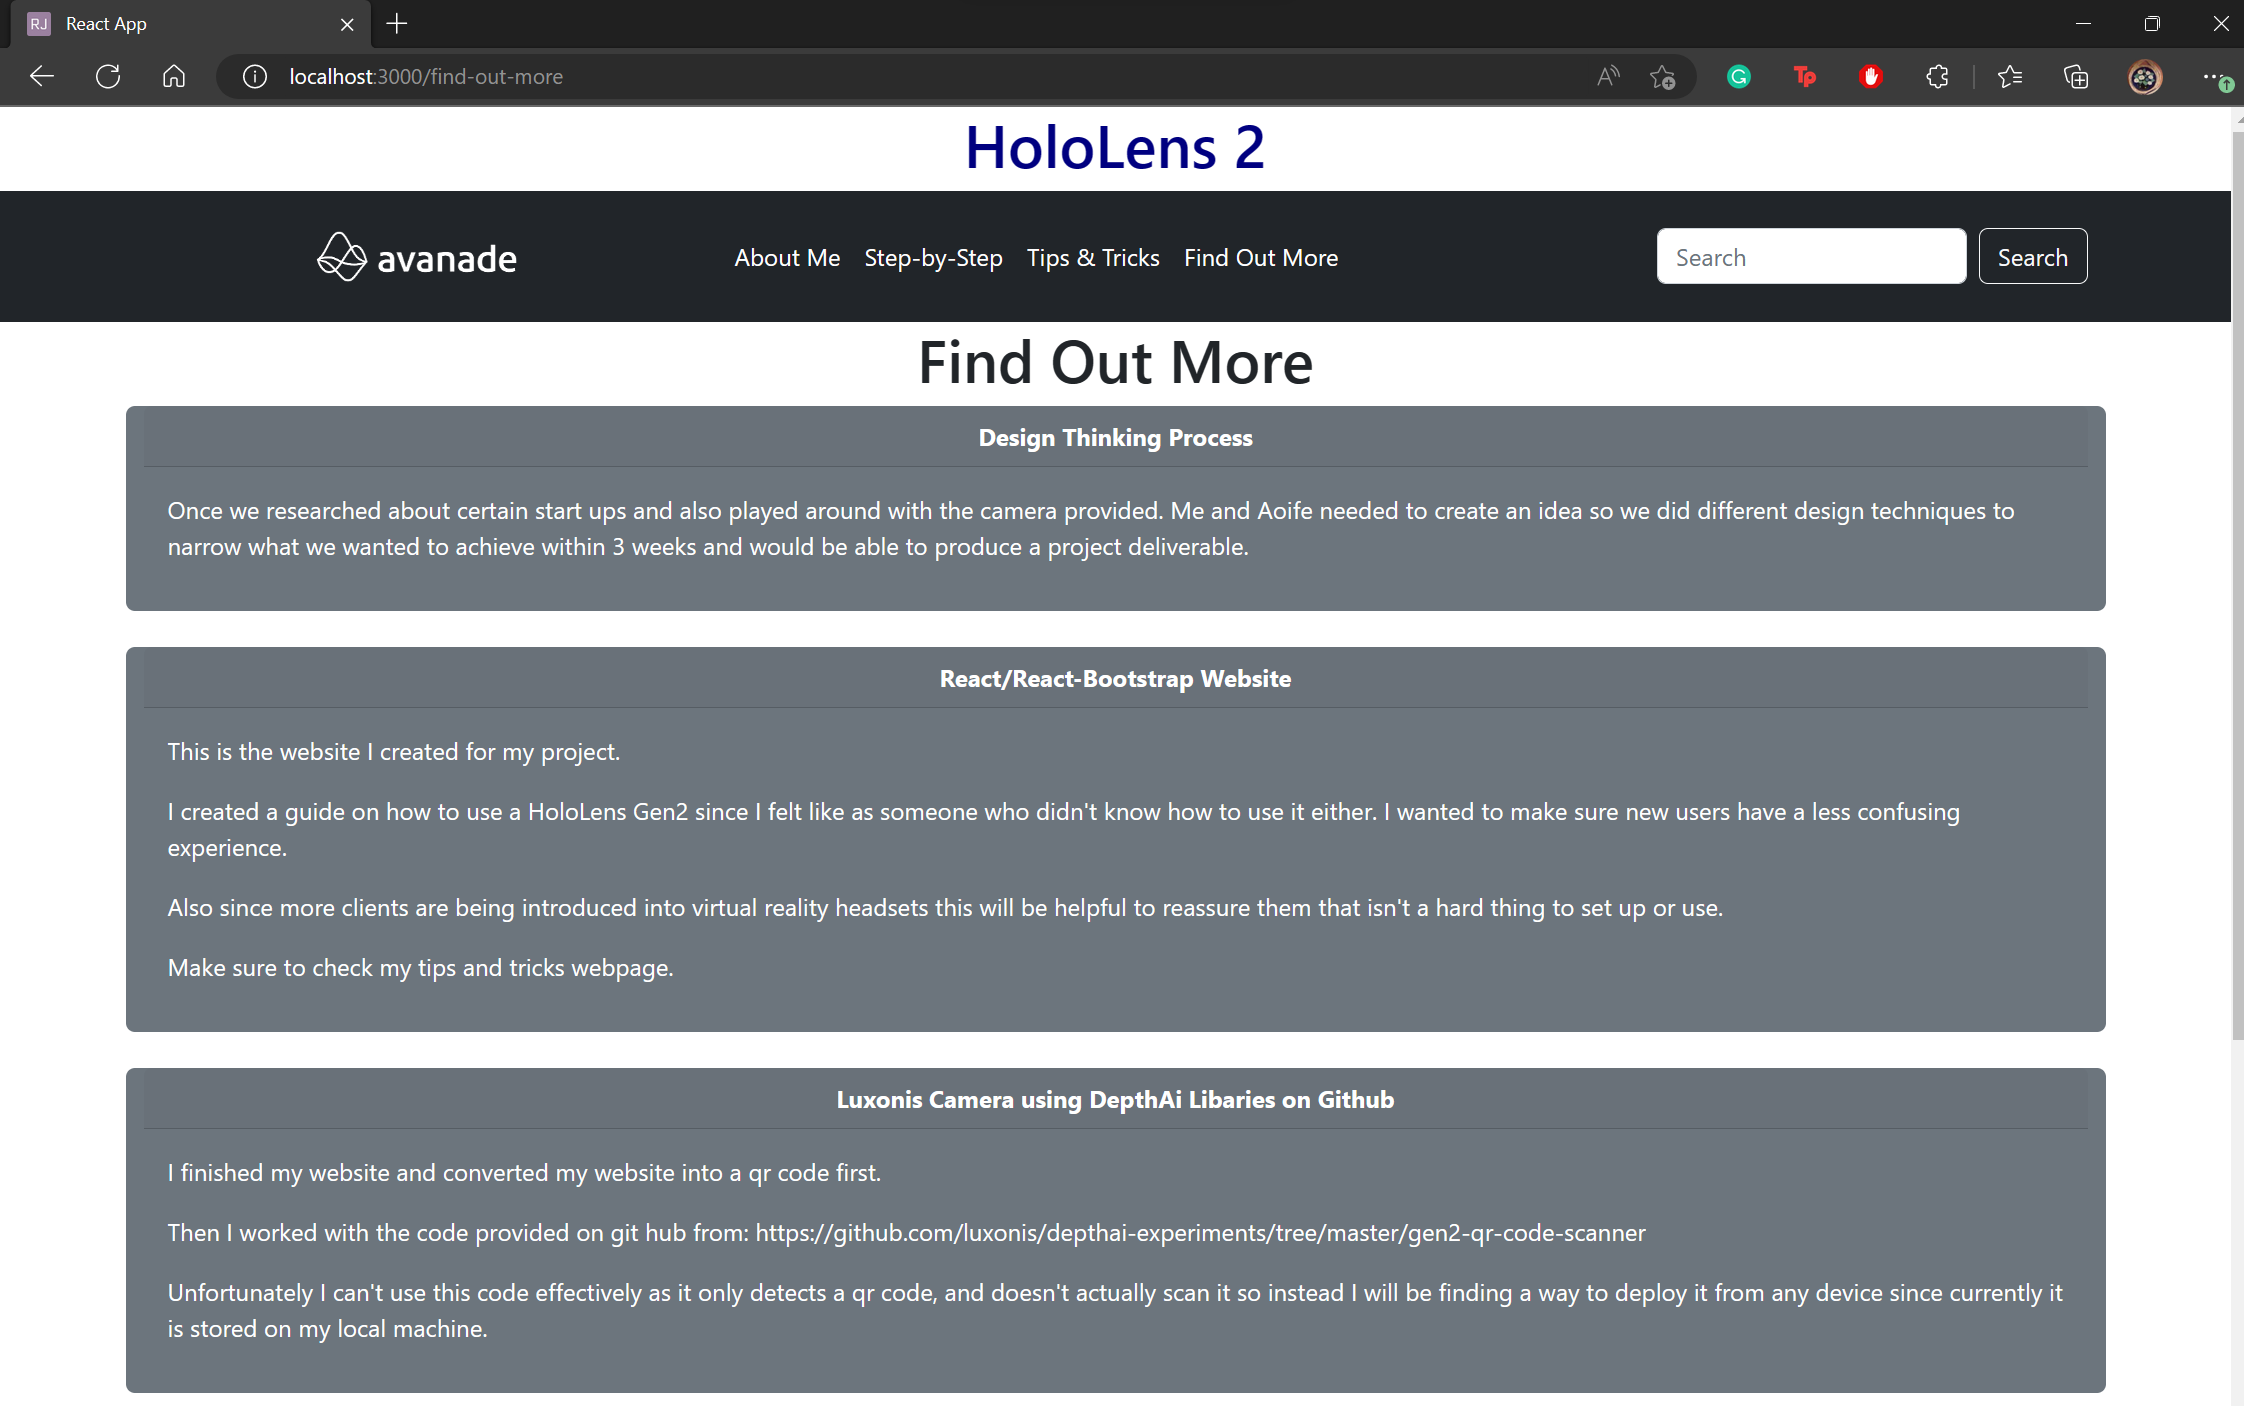 RJ React App
localhost:3000/find-out-more
HoloLens 2
avanade About Me Step-by-Step Tips & Tricks Find Out More Search Search
Find Out More
Design Thinking Process
Once we researched about certain start ups and also played around with the camera provided. Me and Aoife needed to create an idea so we did different design techniques to
narrow what we wanted to achieve within 3 weeks and would be able to produce a project deliverable.
React/React-Bootstrap Website
This is the website I created for my project.
I created a guide on how to use a HoloLens Gen2 since I felt like as someone who didn't know how to use it either. I wanted to make sure new users have a less confusing
experience.
Also since more clients are being introduced into virtual reality headsets this will be helpful to reassure them that isn't a hard thing to set up or use.
Make sure to check my tips and tricks webpage.
Luxonis Camera using DepthAi Libaries on Github
I finished my website and converted my website into a qr code first.
Then I worked with the code provided on git hub from: https://github.com/luxonis/depthai-experiments/tree/master/gen2-qr-code-scanner
Unfortunately I can't use this code effectively as it only detects a qr code, and doesn't actually scan it so instead I will be finding a way to deploy it from any device since currently it
is stored on my local machine.